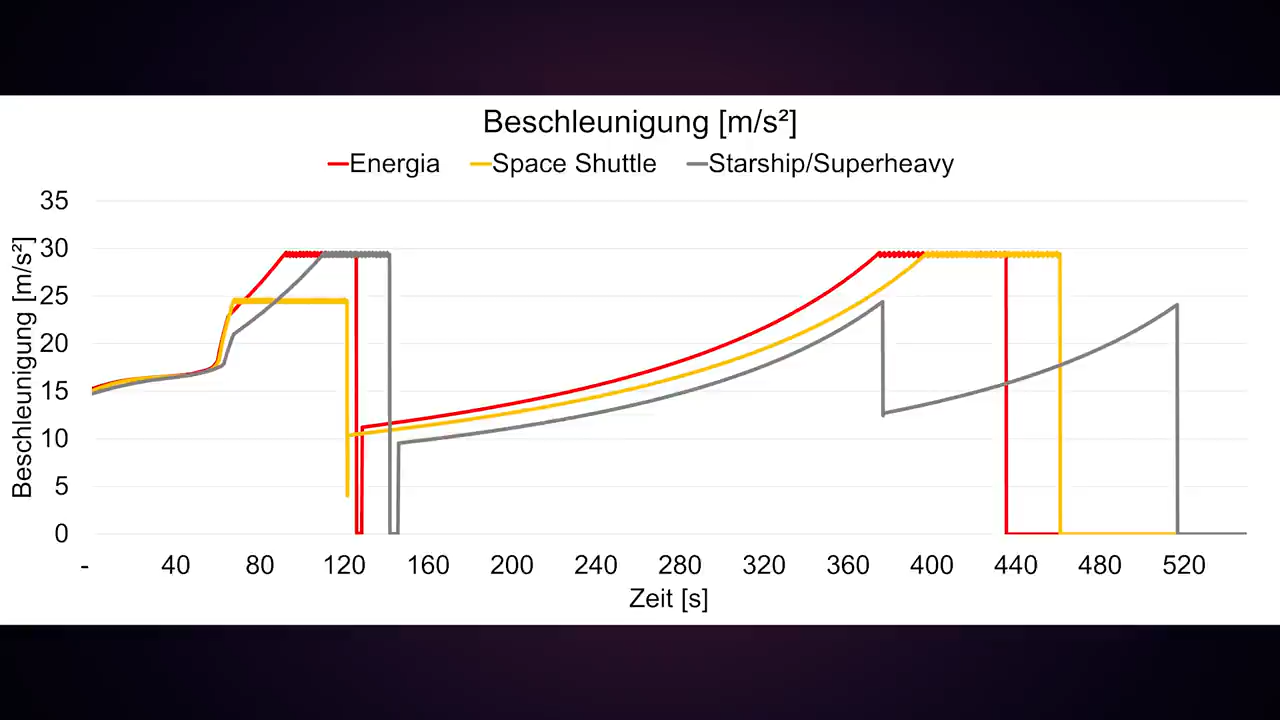 Beschleunigung [m/s²]
Energia Space Shuttle Starship/Superheavy
35
30
25
20
15
10
5
0
Beschleunigung [m/s²]
- 40 80 120 160 200 240 280 320 360 400 440 480 520
Zeit [s]